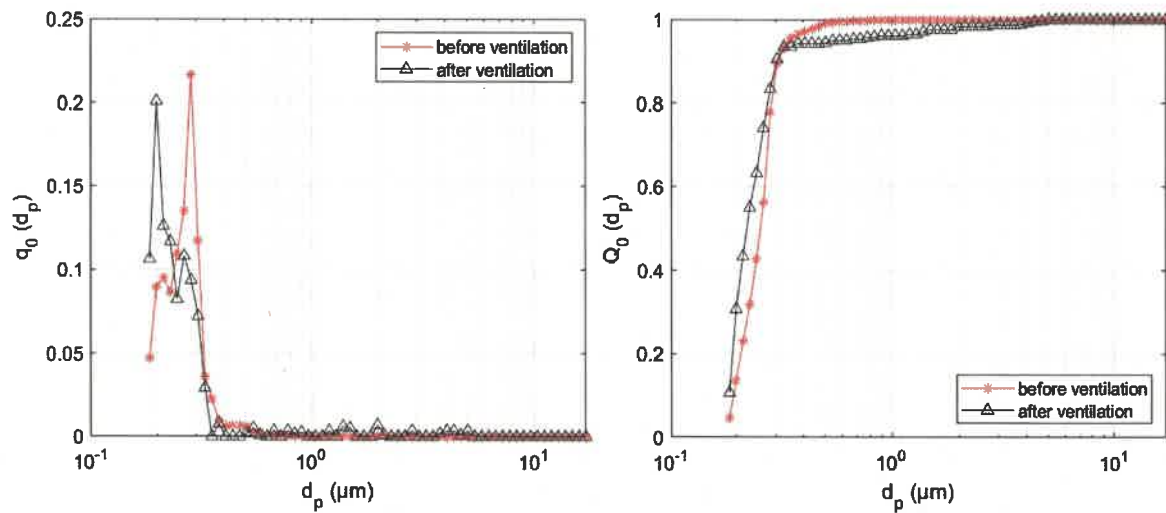 0.25
0.2
0.15
0.1
0.05
0
q0 (dp)
before ventilation
after ventilation
10-1
100
101
dp (µm)
1
0.8
0.6
0.4
0.2
0
Q0 (dp)
before ventilation
after ventilation
10-1
100
101
dp (µm)